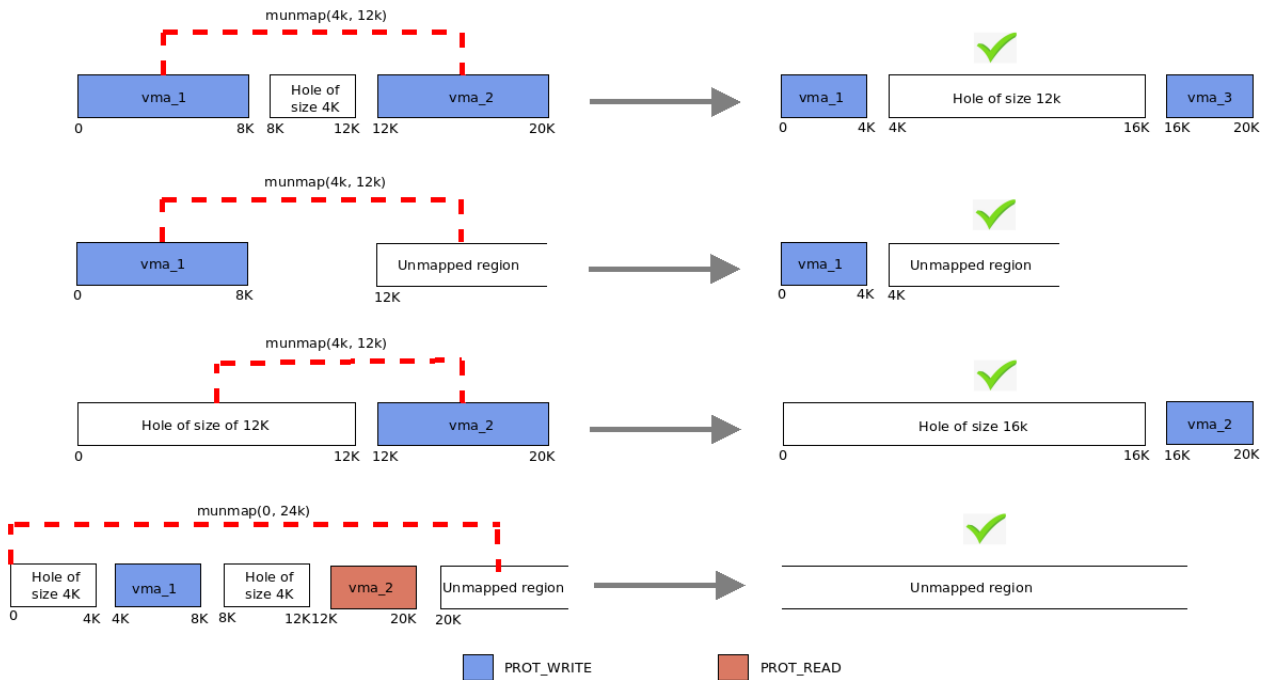 munmap(4k, 12k)
vma_1
Hole of
size 4K
vma_2
vma_1
Hole of size 12k
vma_3
0
8K
8K
12K
12K
20K
0
4K
4K
16K
16K
20K
munmap(4k, 12k)
vma_1
Unmapped region
vma_1
Unmapped region
0
8K
12K
0
4K
4K
munmap(4k, 12k)
Hole of size of 12K
vma_2
Hole of size 16k
vma_2
0
12K
12K
20K
0
16K
16K
20K
munmap(0, 24k)
Hole of
size 4K
vma_1
Hole of
size 4K
vma_2
Unmapped region
Unmapped region
0
4K
4K
8K
8K
12K
12K
20K
20K
PROT_WRITE
PROT_READ